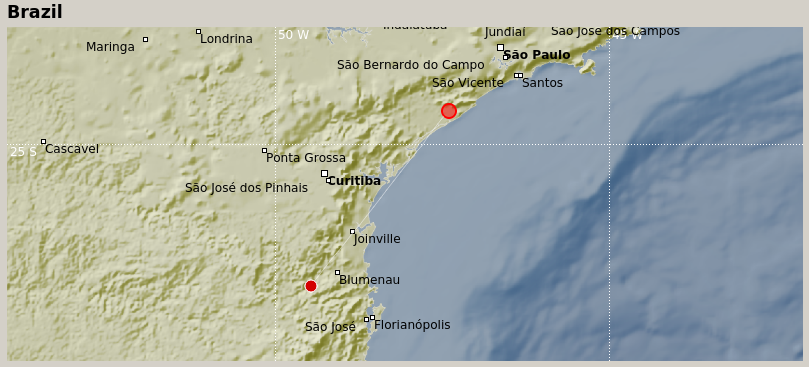 Brazil
Indaiatuba
Jundiaí
São José dos Campos
50 W
45 W
Londrina
Maringa
São Paulo
São Bernardo do Campo
São Vicente
Santos
Cascavel
25 S
Ponta Grossa
Curitiba
São José dos Pinhais
Joinville
Blumenau
São José
Florianópolis